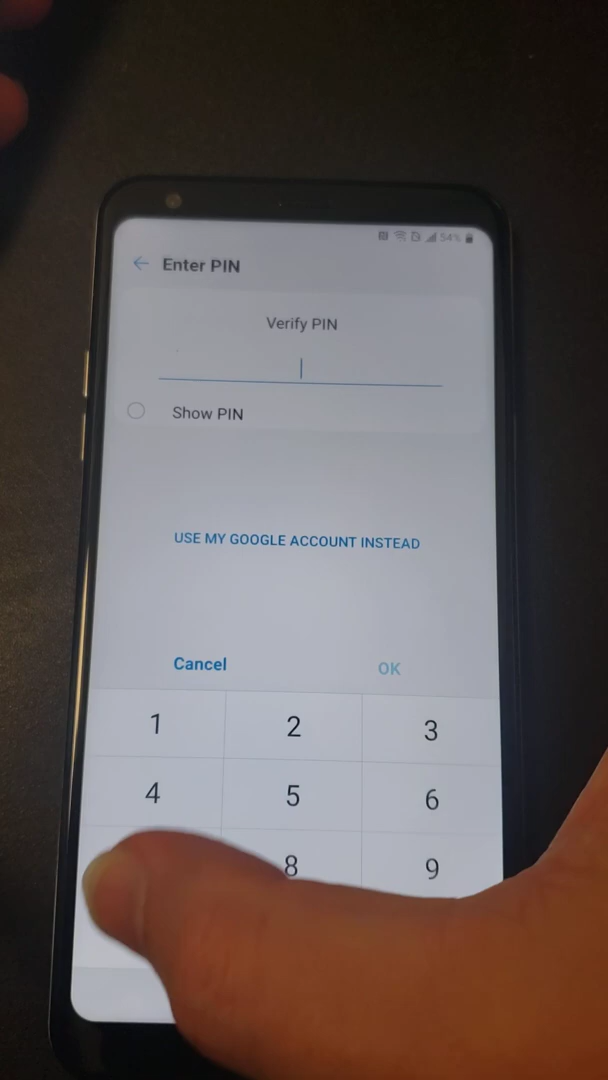 54%
Enter PIN
Verify PIN
Show PIN
USE MY GOOGLE ACCOUNT INSTEAD
Cancel OK
1 2 3
4 5 6
8 9